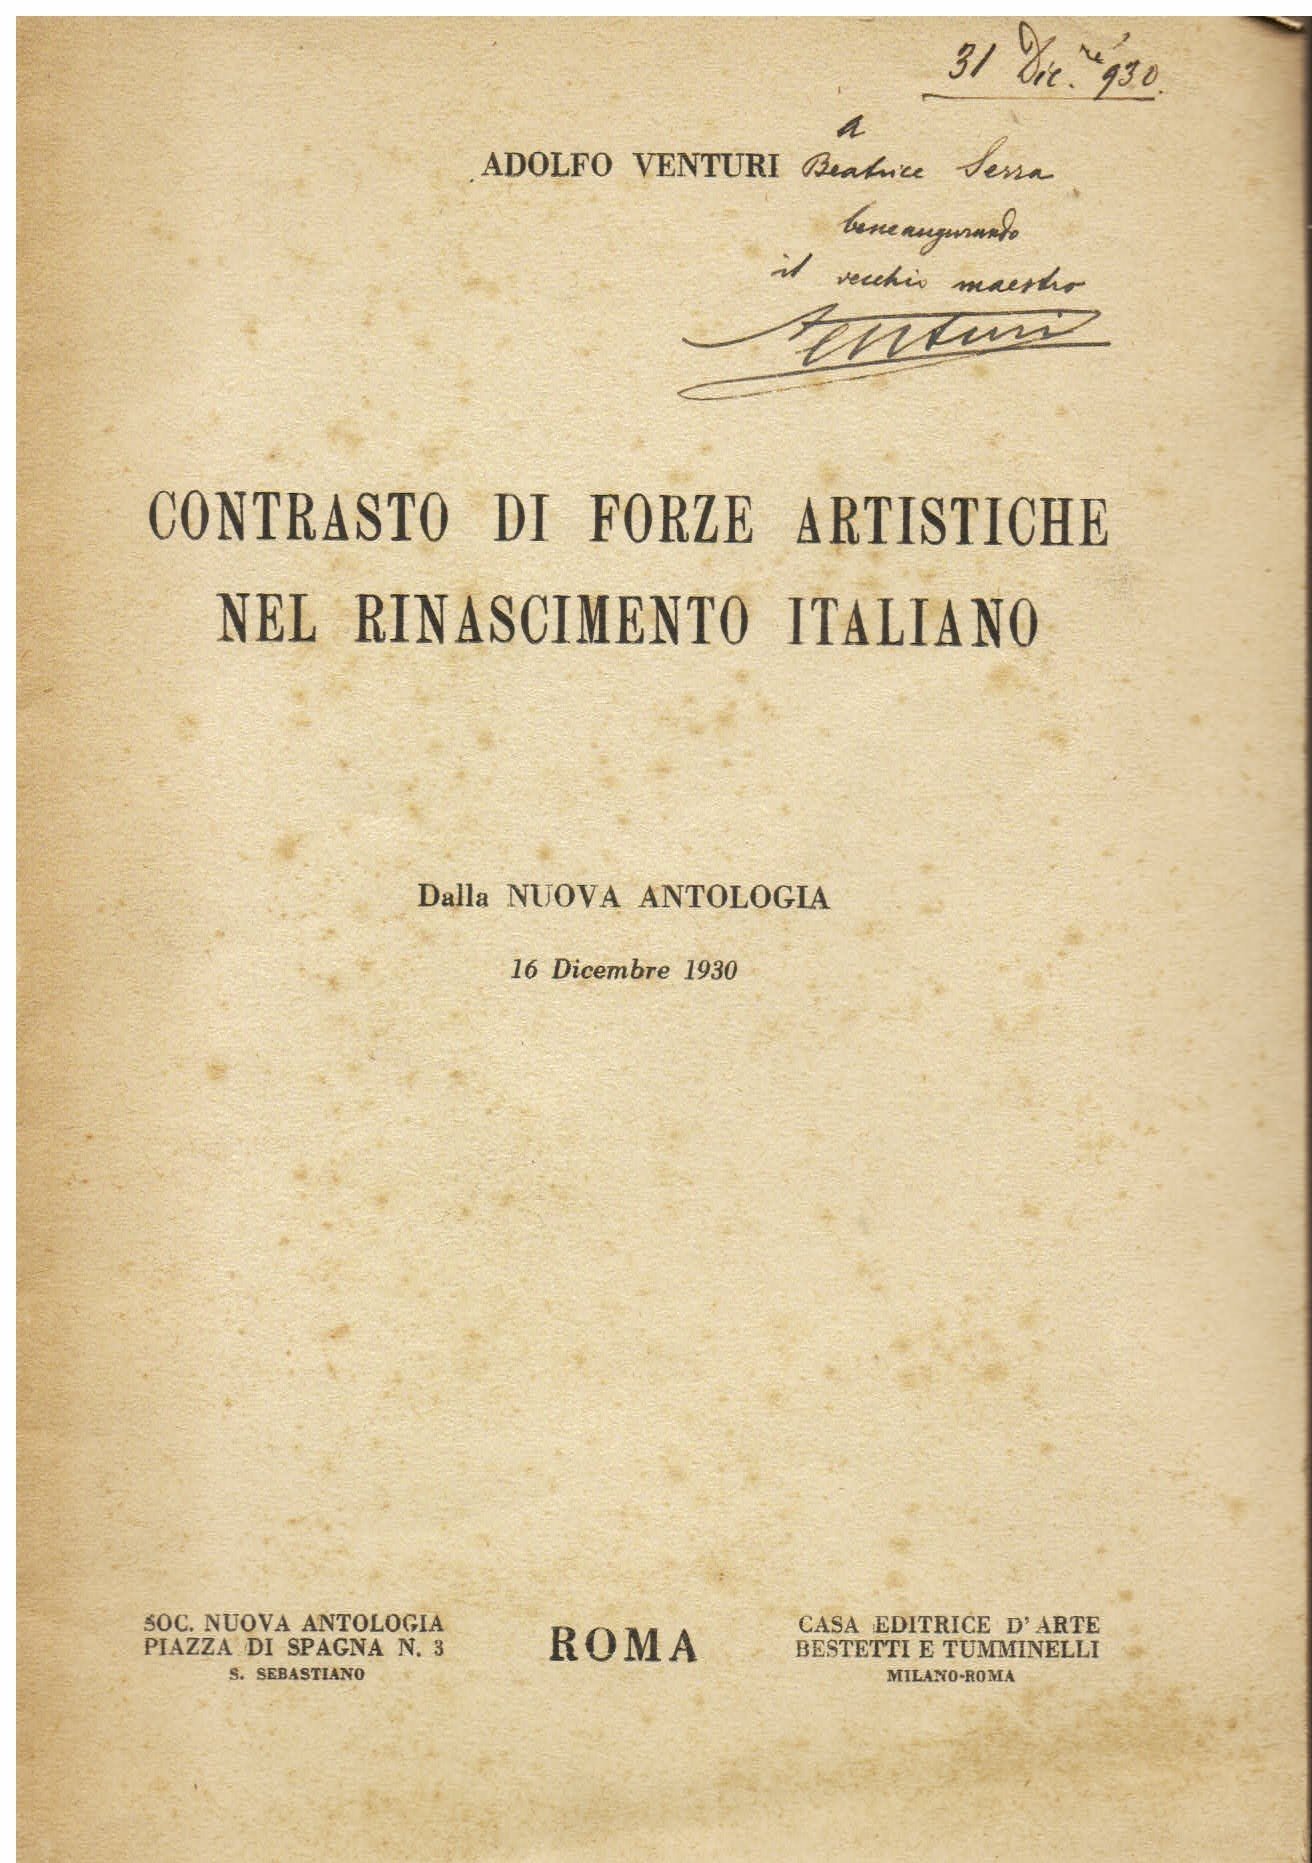 31 Dic.re 930.
a
ADOLFO VENTURI Beatrice Serra
beneaugurando
il vecchio maestro
AVenturi
CONTRASTO DI FORZE ARTISTICHE
NEL RINASCIMENTO ITALIANO
Dalla NUOVA ANTOLOGIA
16 Dicembre 1930
SOC. NUOVA ANTOLOGIA
PIAZZA DI SPAGNA N. 3
S. SEBASTIANO
ROMA
CASA EDITRICE D'ARTE
BESTETTI E TUMMINELLI
MILANO-ROMA